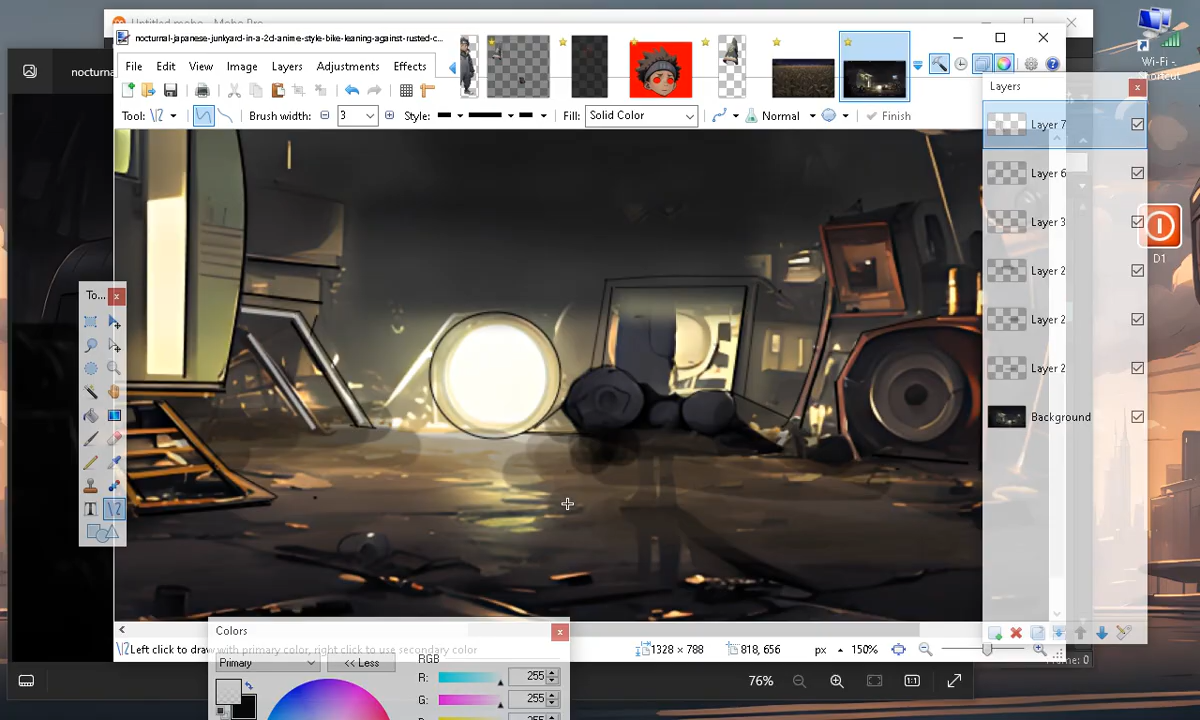 Untitled.moho - Moho Pro
nocturnal-japanese-junkyard-in-a-2d-anime-style-bike-leaning-against-rusted-c...
nocturna
File Edit View Image Layers Adjustments Effects
Tool: Brush width: 3 Style: Fill: Solid Color Normal Finish
Layers
Layer 7
Layer 6
Layer 3
Layer 2
Layer 2
Layer 2
Background
To...
T
Wi-Fi -
Shortcut
D1
Colors
Left click to draw with primary color, right click to use secondary color
1328 × 788 818, 656 px 150%
Primary << Less RGB
R: 255
G: 255
Frame: 0
76% 1:1